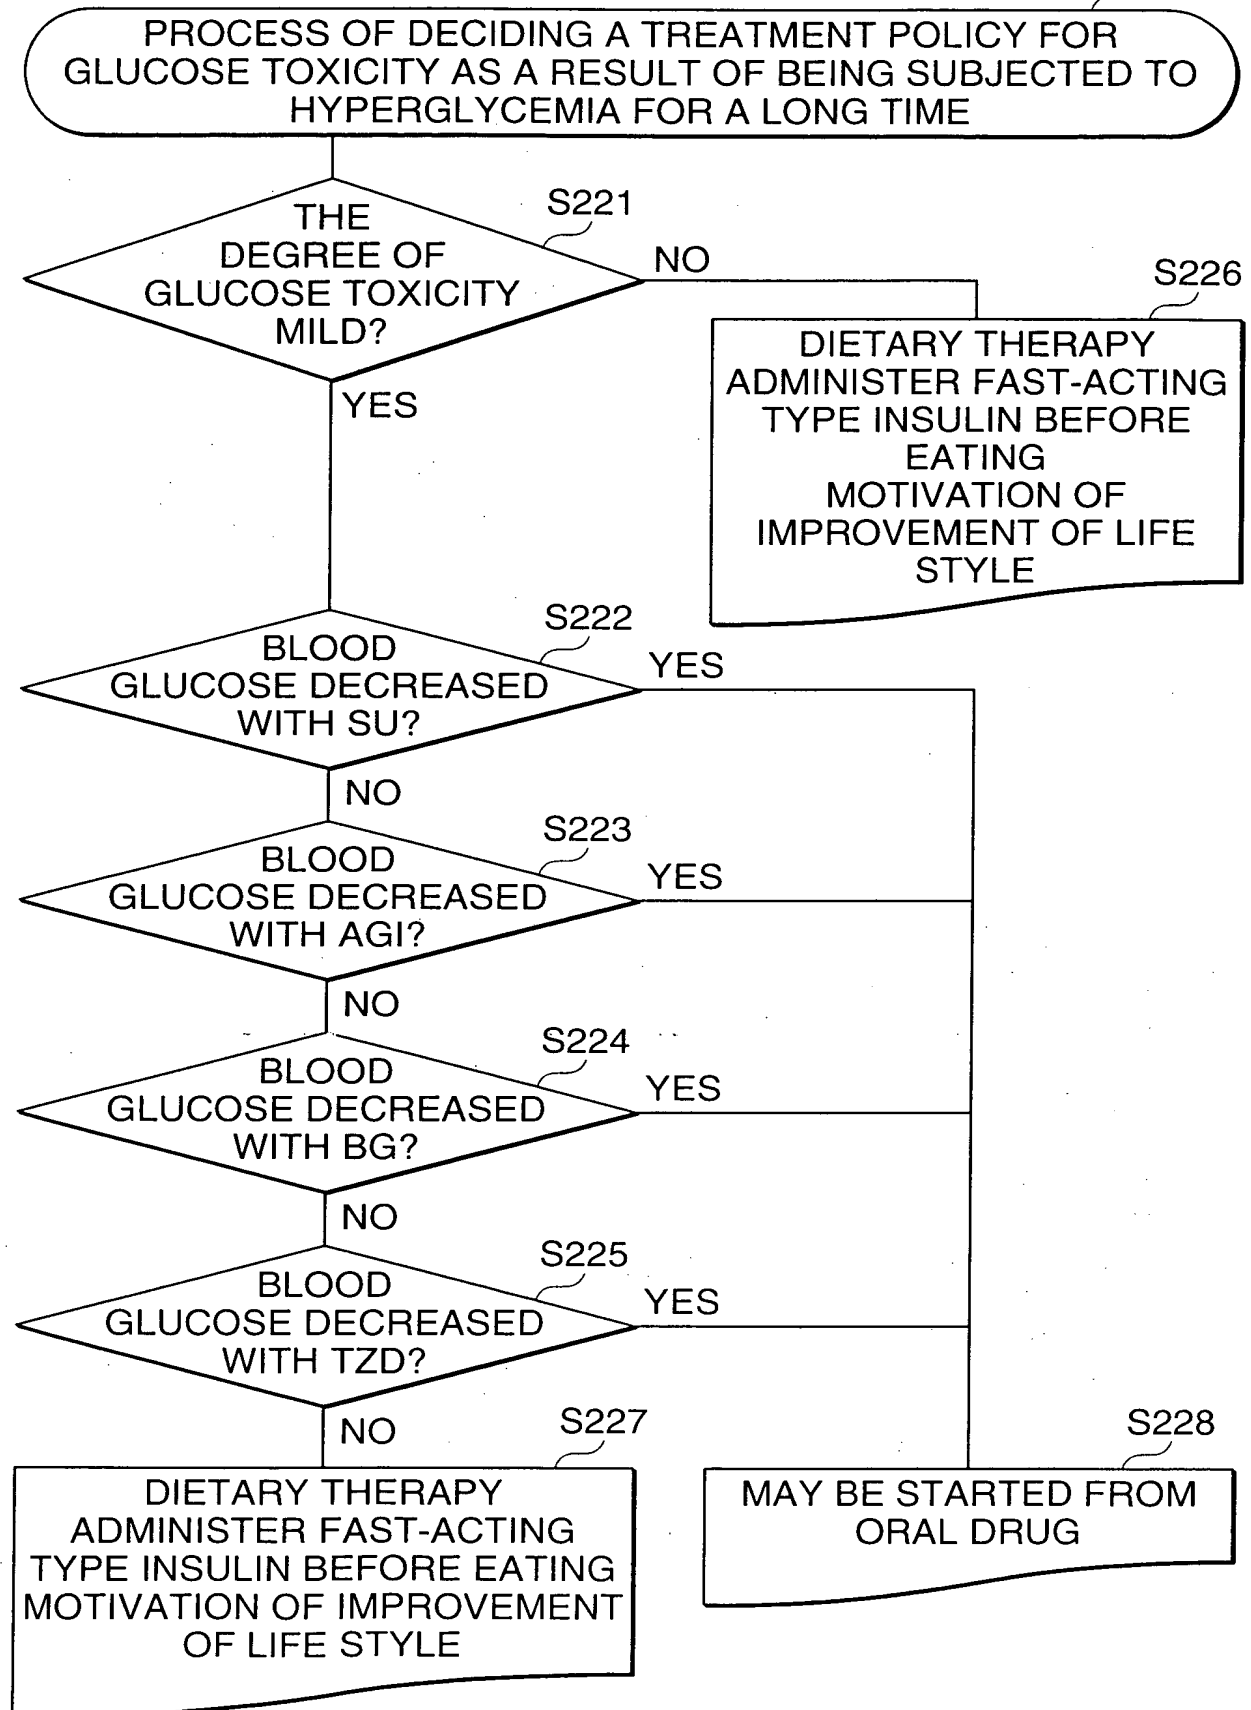 PROCESS OF DECIDING A TREATMENT POLICY FOR
GLUCOSE TOXICITY AS A RESULT OF BEING SUBJECTED TO
HYPERGLYCEMIA FOR A LONG TIME
S221
THE
DEGREE OF
GLUCOSE TOXICITY
MILD?
NO
YES
S226
DIETARY THERAPY
ADMINISTER FAST-ACTING
TYPE INSULIN BEFORE
EATING
MOTIVATION OF
IMPROVEMENT OF LIFE
STYLE
S222
BLOOD
GLUCOSE DECREASED
WITH SU?
YES
NO
S223
BLOOD
GLUCOSE DECREASED
WITH AGI?
YES
NO
S224
BLOOD
GLUCOSE DECREASED
WITH BG?
YES
NO
S225
BLOOD
GLUCOSE DECREASED
WITH TZD?
YES
NO
S227
DIETARY THERAPY
ADMINISTER FAST-ACTING
TYPE INSULIN BEFORE EATING
MOTIVATION OF IMPROVEMENT
OF LIFE STYLE
S228
MAY BE STARTED FROM
ORAL DRUG